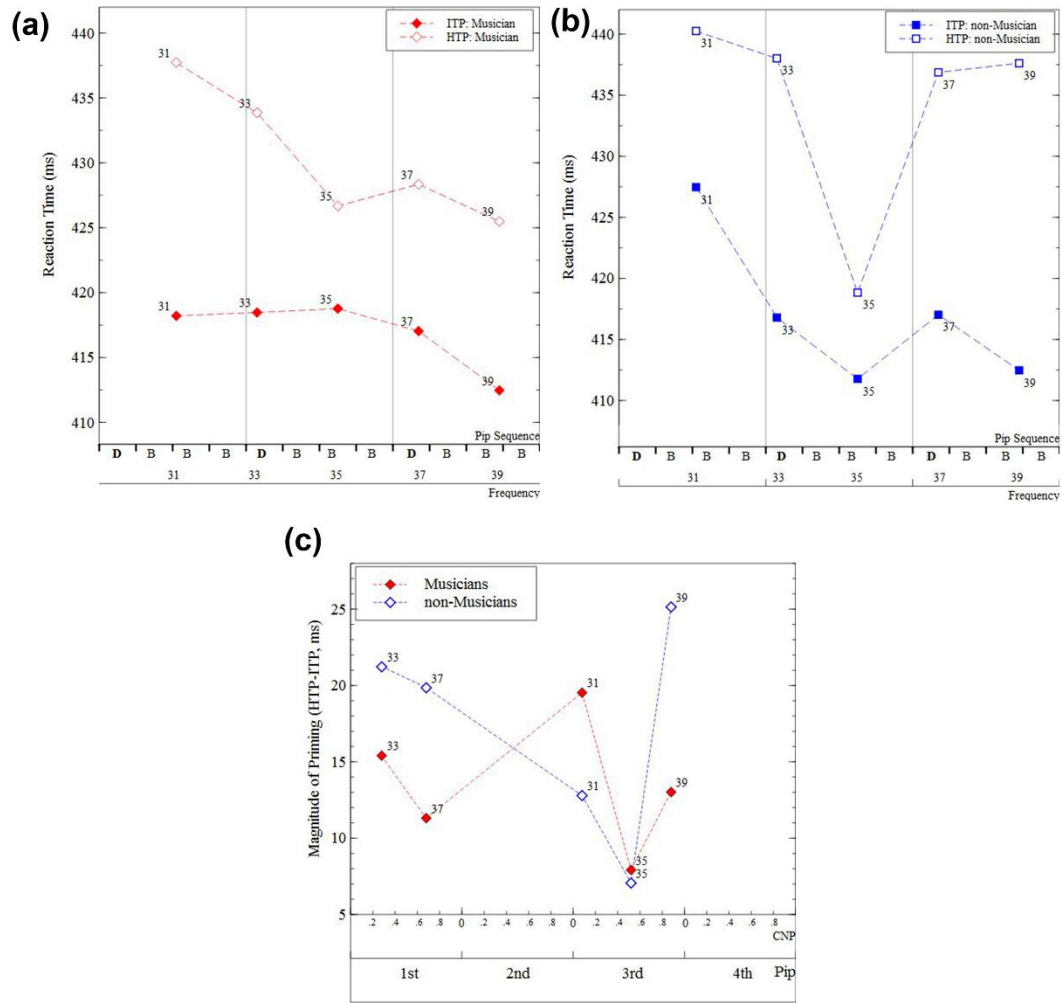 (a)
ITP: Musician
HTP: Musician
440
435
430
425
420
415
410
Reaction Time (ms)
31
33
35
37
39
31
33
35
37
39
Pip Sequence
D B B B D B B B D B B B
31 33 35 37 39
Frequency
(b)
ITP: non-Musician
HTP: non-Musician
440
435
430
425
420
415
410
Reaction Time (ms)
31
33
35
37
39
31
33
35
37
39
Pip Sequence
D B B B D B B B D B B B
31 33 35 37 39
Frequency
(c)
Musicians
non-Musicians
25
20
15
10
5
Magnitude of Priming (HTP-ITP, ms)
39
33
37
31
33
31
39
37
35
35
.2 .4 .6 .8 0 .2 .4 .6 .8 0 .2 .4 .6 .8 0 .2 .4 .6 .8
CNP
1st 2nd 3rd 4th Pip